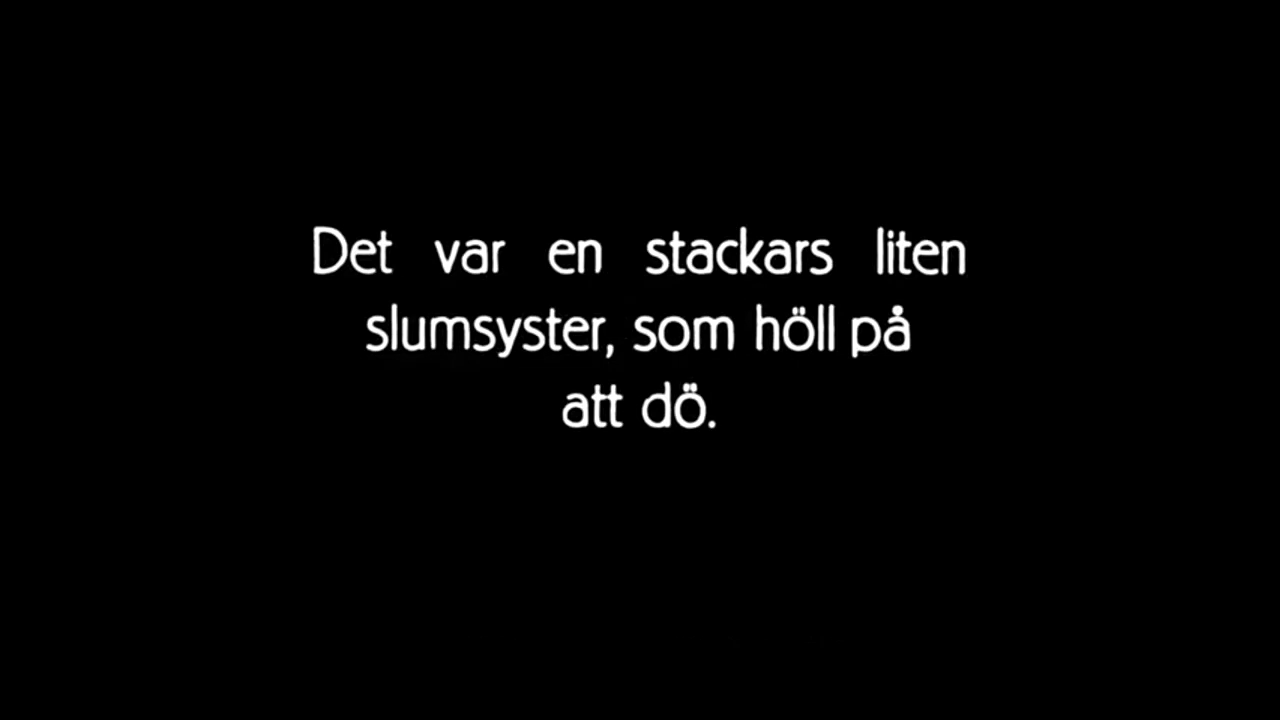 Det var en stackars liten
slumsyster, som höll på
att dö.